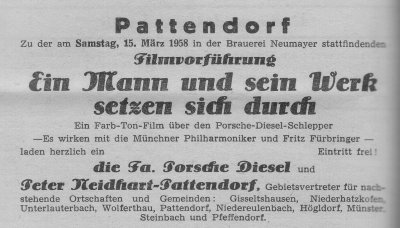 Pattendorf
Zu der am Samstag, 15. März 1958 in der Brauerei Neumayer stattfindenden
Filmvorführung
Ein Mann und sein Werk
setzen sich durch
Ein Farb-Ton-Film über den Porsche-Diesel-Schlepper
—Es wirken mit die Münchner Philharmoniker und Fritz Fürbringer —
laden herzlich ein Eintritt frei!
die Fa. Porsche Diesel und
Peter Neidhart-Pattendorf, Gebietsvertreter für nach-
stehende Ortschaften und Gemeinden: Gisseltshausen, Niederhatzkofen,
Unterlauterbach, Wolferthau, Pattendorf, Niedereulenbach, Högldorf, Münster,
Steinbach und Pfeffendorf.